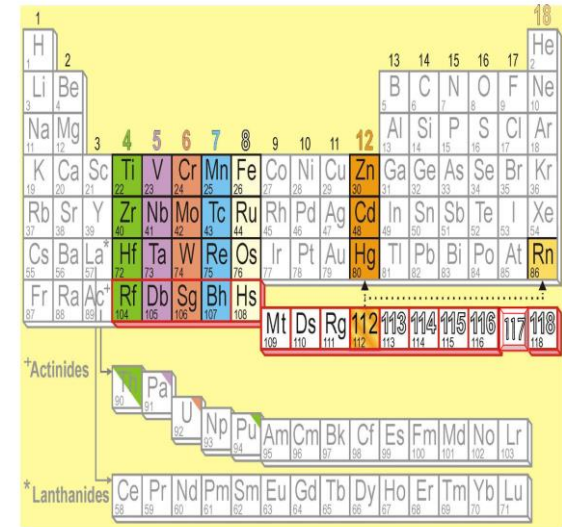 1 18
H 1 2 13 14 15 16 17 He 2
Li 3 Be 4 B 5 C 6 N 7 O 8 F 9 Ne 10
Na 11 Mg 12 3 4 5 6 7 8 9 10 11 12 Al 13 Si 14 P 15 S 16 Cl 17 Ar 18
K 19 Ca 20 Sc 21 Ti 22 V 23 Cr 24 Mn 25 Fe 26 Co 27 Ni 28 Cu 29 Zn 30 Ga 31 Ge 32 As 33 Se 34 Br 35 Kr 36
Rb 37 Sr 38 Y 39 Zr 40 Nb 41 Mo 42 Tc 43 Ru 44 Rh 45 Pd 46 Ag 47 Cd 48 In 49 Sn 50 Sb 51 Te 52 I 53 Xe 54
Cs 55 Ba 56 La* 57 Hf 72 Ta 73 W 74 Re 75 Os 76 Ir 77 Pt 78 Au 79 Hg 80 Tl 81 Pb 82 Bi 83 Po 84 At 85 Rn 86
Fr 87 Ra 88 Ac+ 89 Rf 104 Db 105 Sg 106 Bh 107 Hs 108
Mt 109 Ds 110 Rg 111 112 112 113 113 114 114 115 115 116 116 117 118 118
+Actinides Th 90 Pa 91 U 92 Np 93 Pu 94 Am 95 Cm 96 Bk 97 Cf 98 Es 99 Fm 100 Md 101 No 102 Lr 103
*Lanthanides Ce 58 Pr 59 Nd 60 Pm 61 Sm 62 Eu 63 Gd 64 Tb 65 Dy 66 Ho 67 Er 68 Tm 69 Yb 70 Lu 71